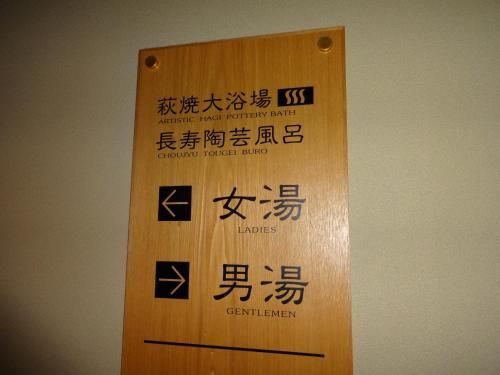 萩焼大浴場
ARTISTIC HAGI POTTERY BATH
長寿陶芸風呂
CHOUJYU TOUGEI BURO
← 女湯
LADIES
→ 男湯
GENTLEMEN